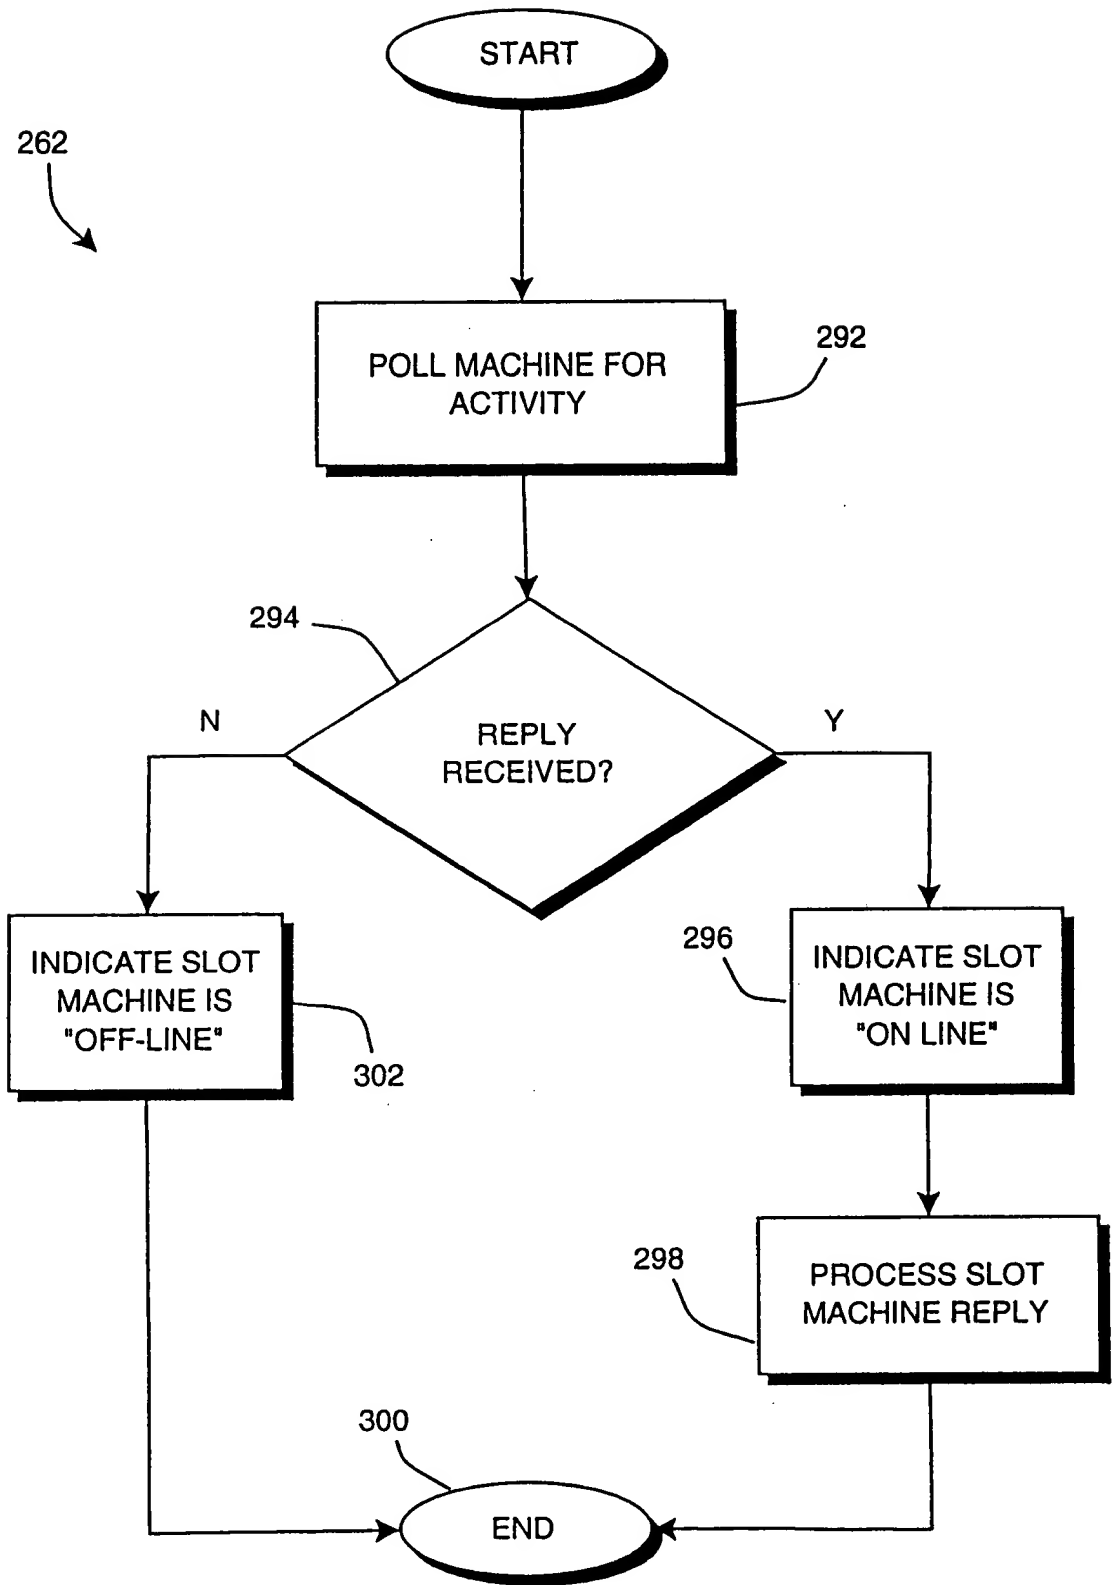 START
262
POLL MACHINE FOR
ACTIVITY
292
294
N
REPLY
RECEIVED?
Y
INDICATE SLOT
MACHINE IS
"OFF-LINE"
302
296
INDICATE SLOT
MACHINE IS
"ON LINE"
298
PROCESS SLOT
MACHINE REPLY
300
END